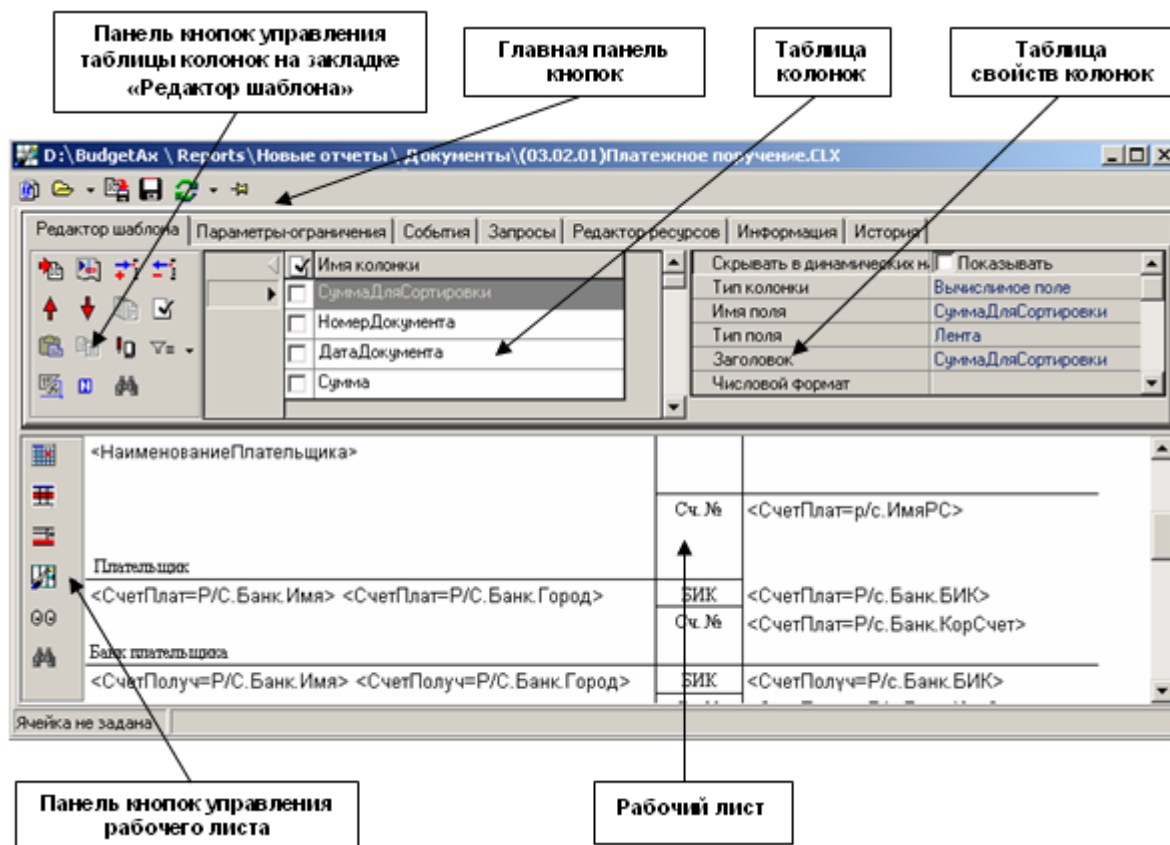 Панель кнопок управления
таблицы колонок на закладке
«Редактор шаблона»
Главная панель
кнопок
Таблица
колонок
Таблица
свойств колонок
D:\BudgetAx \ Reports\Новые отчеты \ Документы\(03.02.01)Платежное поручение.CLX
Редактор шаблона
Параметры-ограничения
События
Запросы
Редактор ресурсов
Информация
История
Имя колонки
СуммаДляСортировки
НомерДокумента
ДатаДокумента
Сумма
Скрывать в динамических Показывать
Тип колонки Вычислимое поле
Имя поля СуммаДляСортировки
Тип поля Лента
Заголовок СуммаДляСортировки
Числовой формат
<НаименованиеПлательщика>
Сч. № <СчетПлат=р/с.ИмяРС>
Плательщик
<СчетПлат=Р/С.Банк.Имя> <СчетПлат=Р/С.Банк.Город> БИК <СчетПлат=Р/с.Банк.БИК>
Сч. № <СчетПлат=Р/с.Банк.КорСчет>
Банк плательщика
<СчетПолуч=Р/С.Банк.Имя> <СчетПолуч=Р/С.Банк.Город> БИК <СчетПолуч=Р/с.Банк.БИК>
Ячейка не задана
Панель кнопок управления
рабочего листа
Рабочий лист